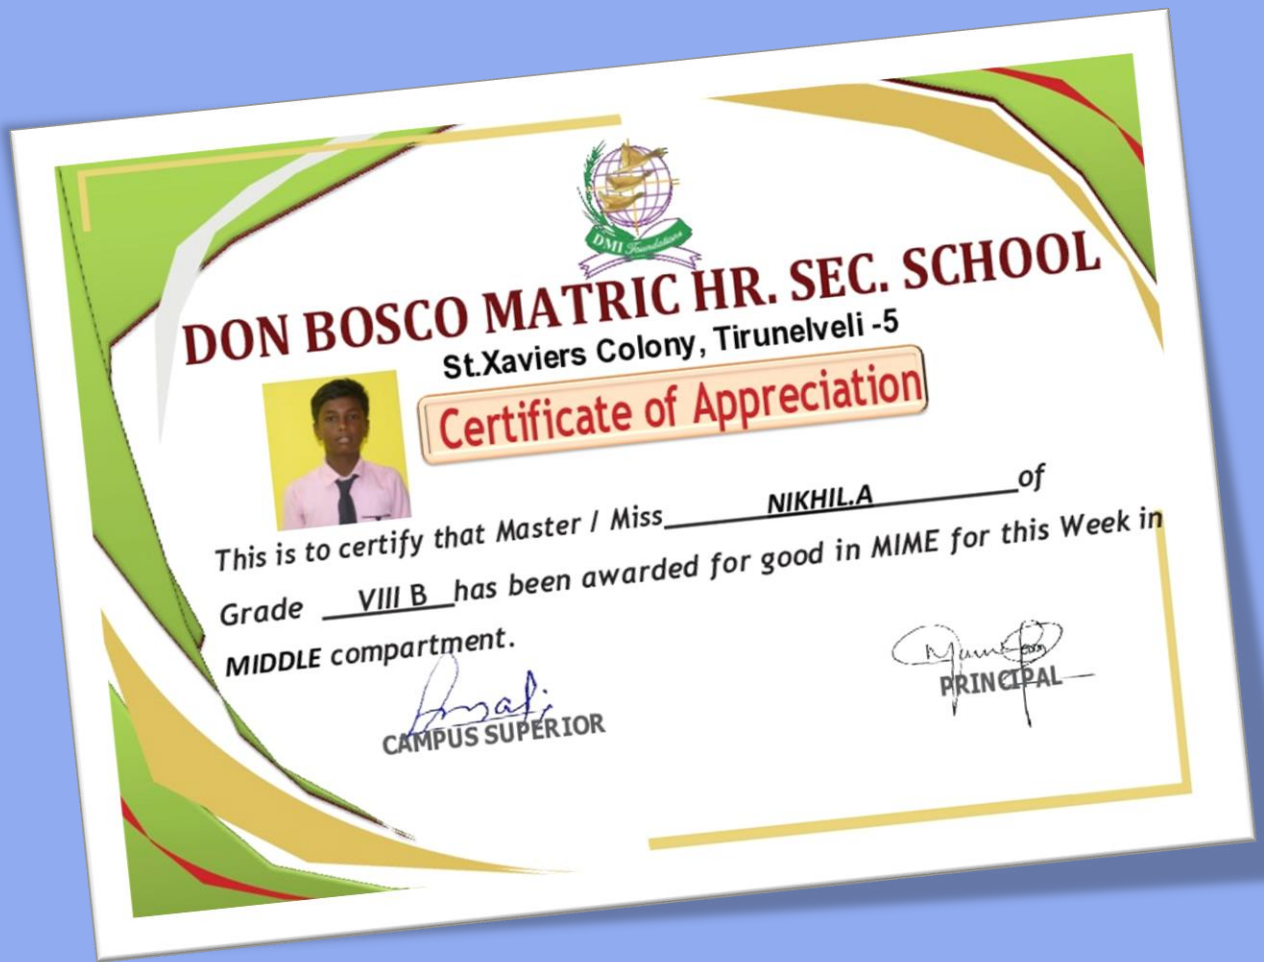 DMI Foundations
DON BOSCO MATRIC HR. SEC. SCHOOL
St.Xaviers Colony, Tirunelveli -5
Certificate of Appreciation
This is to certify that Master / Miss NIKHIL.A of
Grade VIII B has been awarded for good in MIME for this Week in
MIDDLE compartment.
CAMPUS SUPERIOR
PRINCIPAL